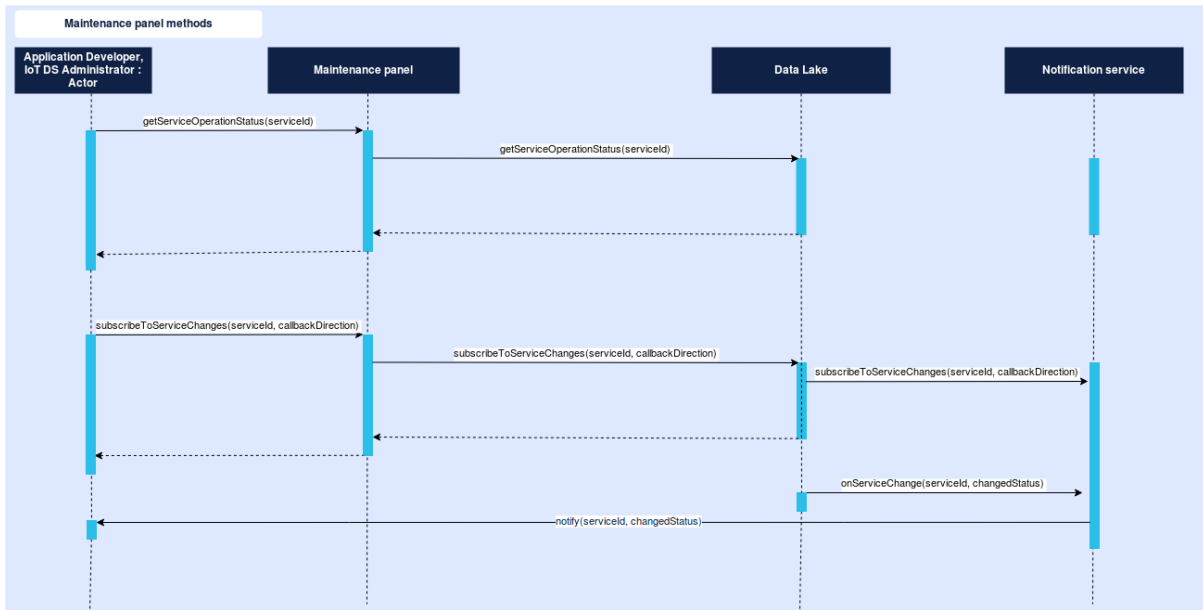 Maintenance panel methods
Application Developer,
IoT DS Administrator :
Actor
Maintenance panel
Data Lake
Notification service
getServiceOperationStatus(serviceId)
getServiceOperationStatus(serviceId)
subscribeToServiceChanges(serviceId, callbackDirection)
subscribeToServiceChanges(serviceId, callbackDirection)
subscribeToServiceChanges(serviceId, callbackDirection)
onServiceChange(serviceId, changedStatus)
notify(serviceId, changedStatus)